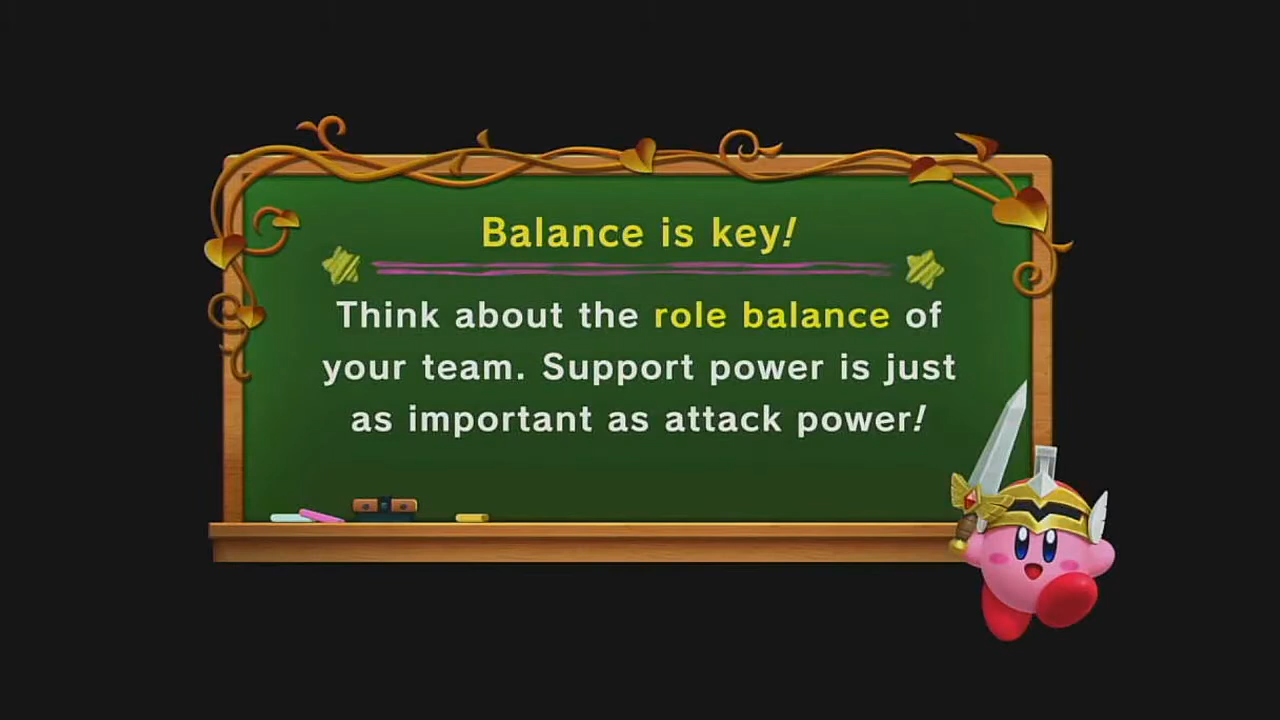 Balance is key!
Think about the role balance of
your team. Support power is just
as important as attack power!